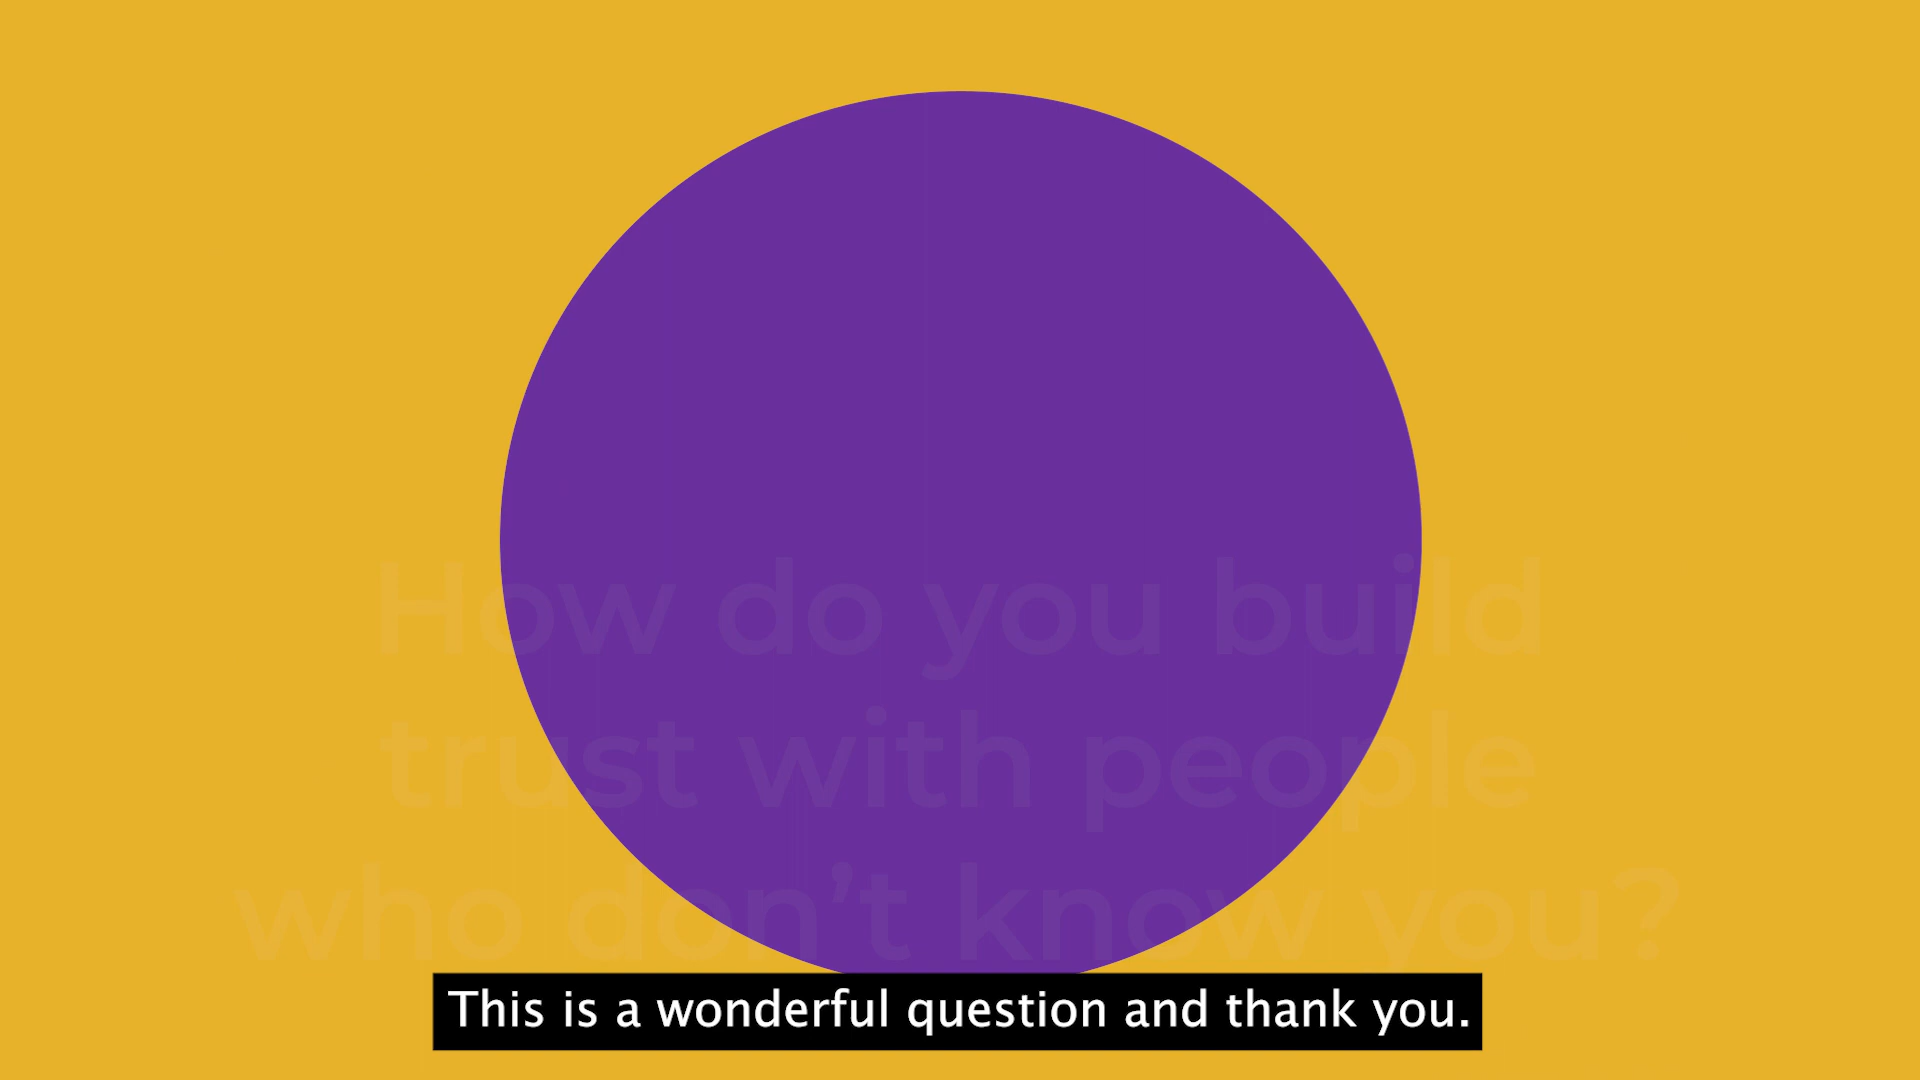 How do you build
trust with people
who don’t know you?
This is a wonderful question and thank you.